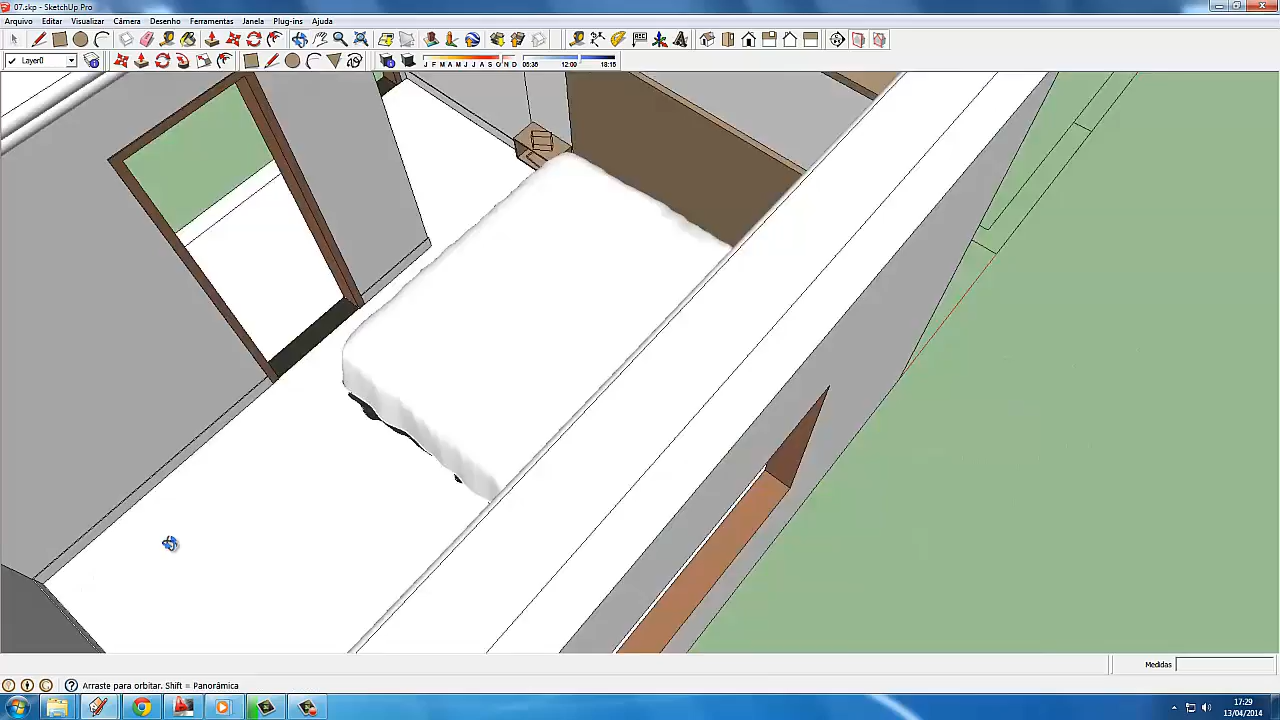 07.skp - SketchUp Pro
Arquivo Editar Visualizar Câmera Desenho Ferramentas Janela Plug-ins Ajuda
Layer0
J F M A M J J A S O N D
06:36 12:00 18:15
Medidas
Arraste para orbitar. Shift = Panorâmica
17:29
13/04/2014